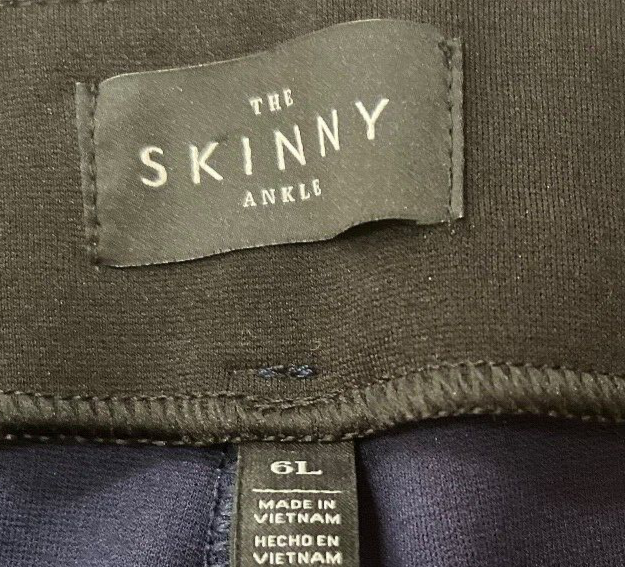 THE
SKINNY
ANKLE
6L
MADE IN
VIETNAM
HECHO EN
VIETNAM